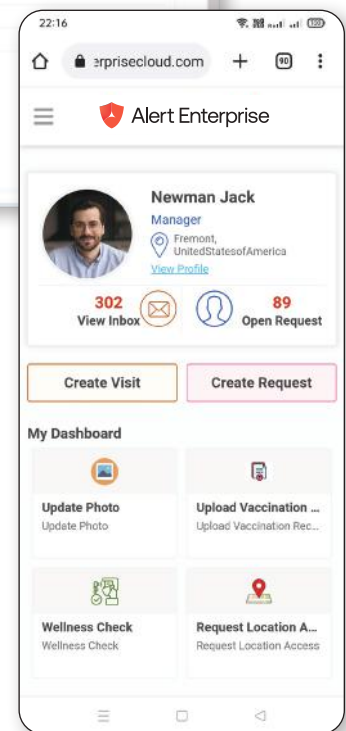 22:16
erprisecloud.com
90
Alert Enterprise
Newman Jack
Manager
Fremont,
UnitedStatesofAmerica
View Profile
302
View Inbox
89
Open Request
Create Visit
Create Request
My Dashboard
Update Photo
Update Photo
Upload Vaccination ...
Upload Vaccination Rec...
Wellness Check
Wellness Check
Request Location A...
Request Location Access